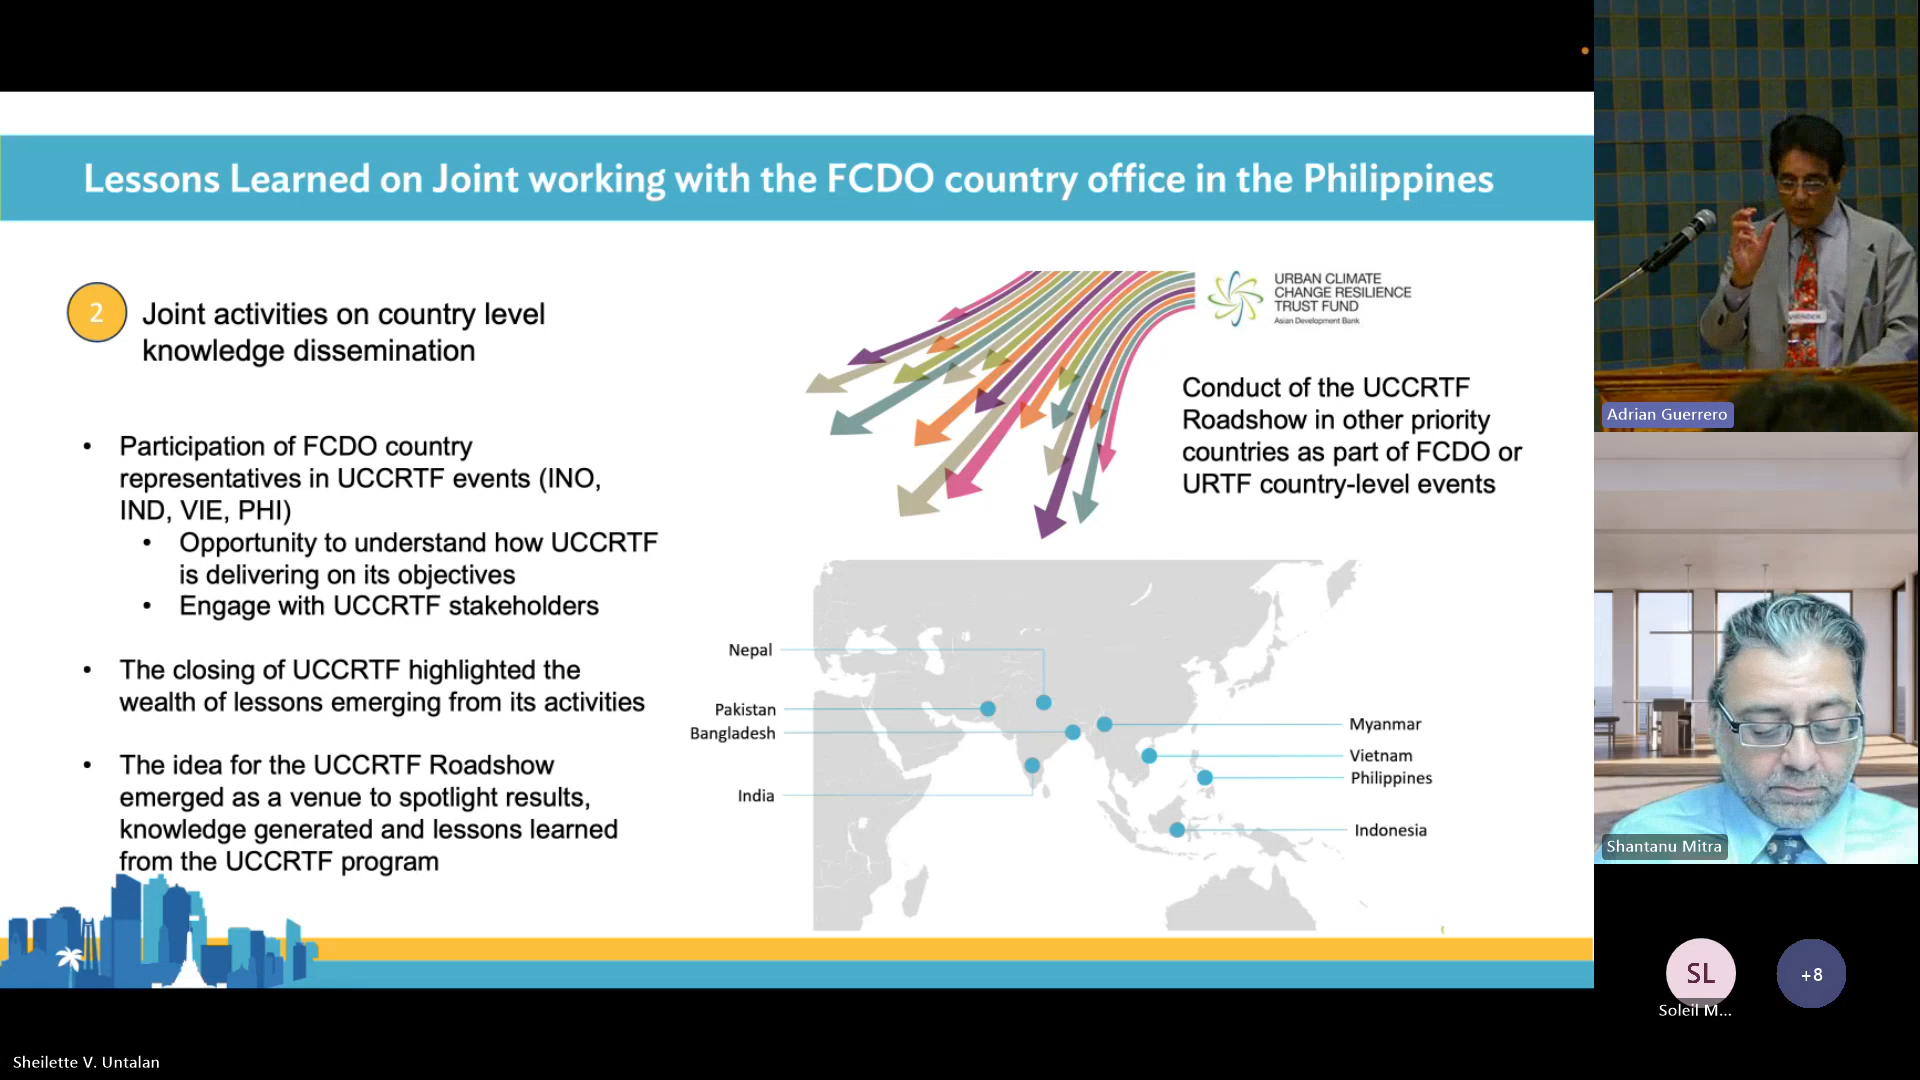 Lessons Learned on Joint working with the FCDO country office in the Philippines
2
Joint activities on country level
knowledge dissemination
• Participation of FCDO country
representatives in UCCRTF events (INO,
IND, VIE, PHI)
• Opportunity to understand how UCCRTF
is delivering on its objectives
• Engage with UCCRTF stakeholders
• The closing of UCCRTF highlighted the
wealth of lessons emerging from its activities
• The idea for the UCCRTF Roadshow
emerged as a venue to spotlight results,
knowledge generated and lessons learned
from the UCCRTF program
URBAN CLIMATE
CHANGE RESILIENCE
TRUST FUND
Asian Development Bank
Conduct of the UCCRTF
Roadshow in other priority
countries as part of FCDO or
URTF country-level events
Nepal
Pakistan
Bangladesh
India
Myanmar
Vietnam
Philippines
Indonesia
Adrian Guerrero
Shantanu Mitra
SL
Soleil M...
+8
Sheilette V. Untalan